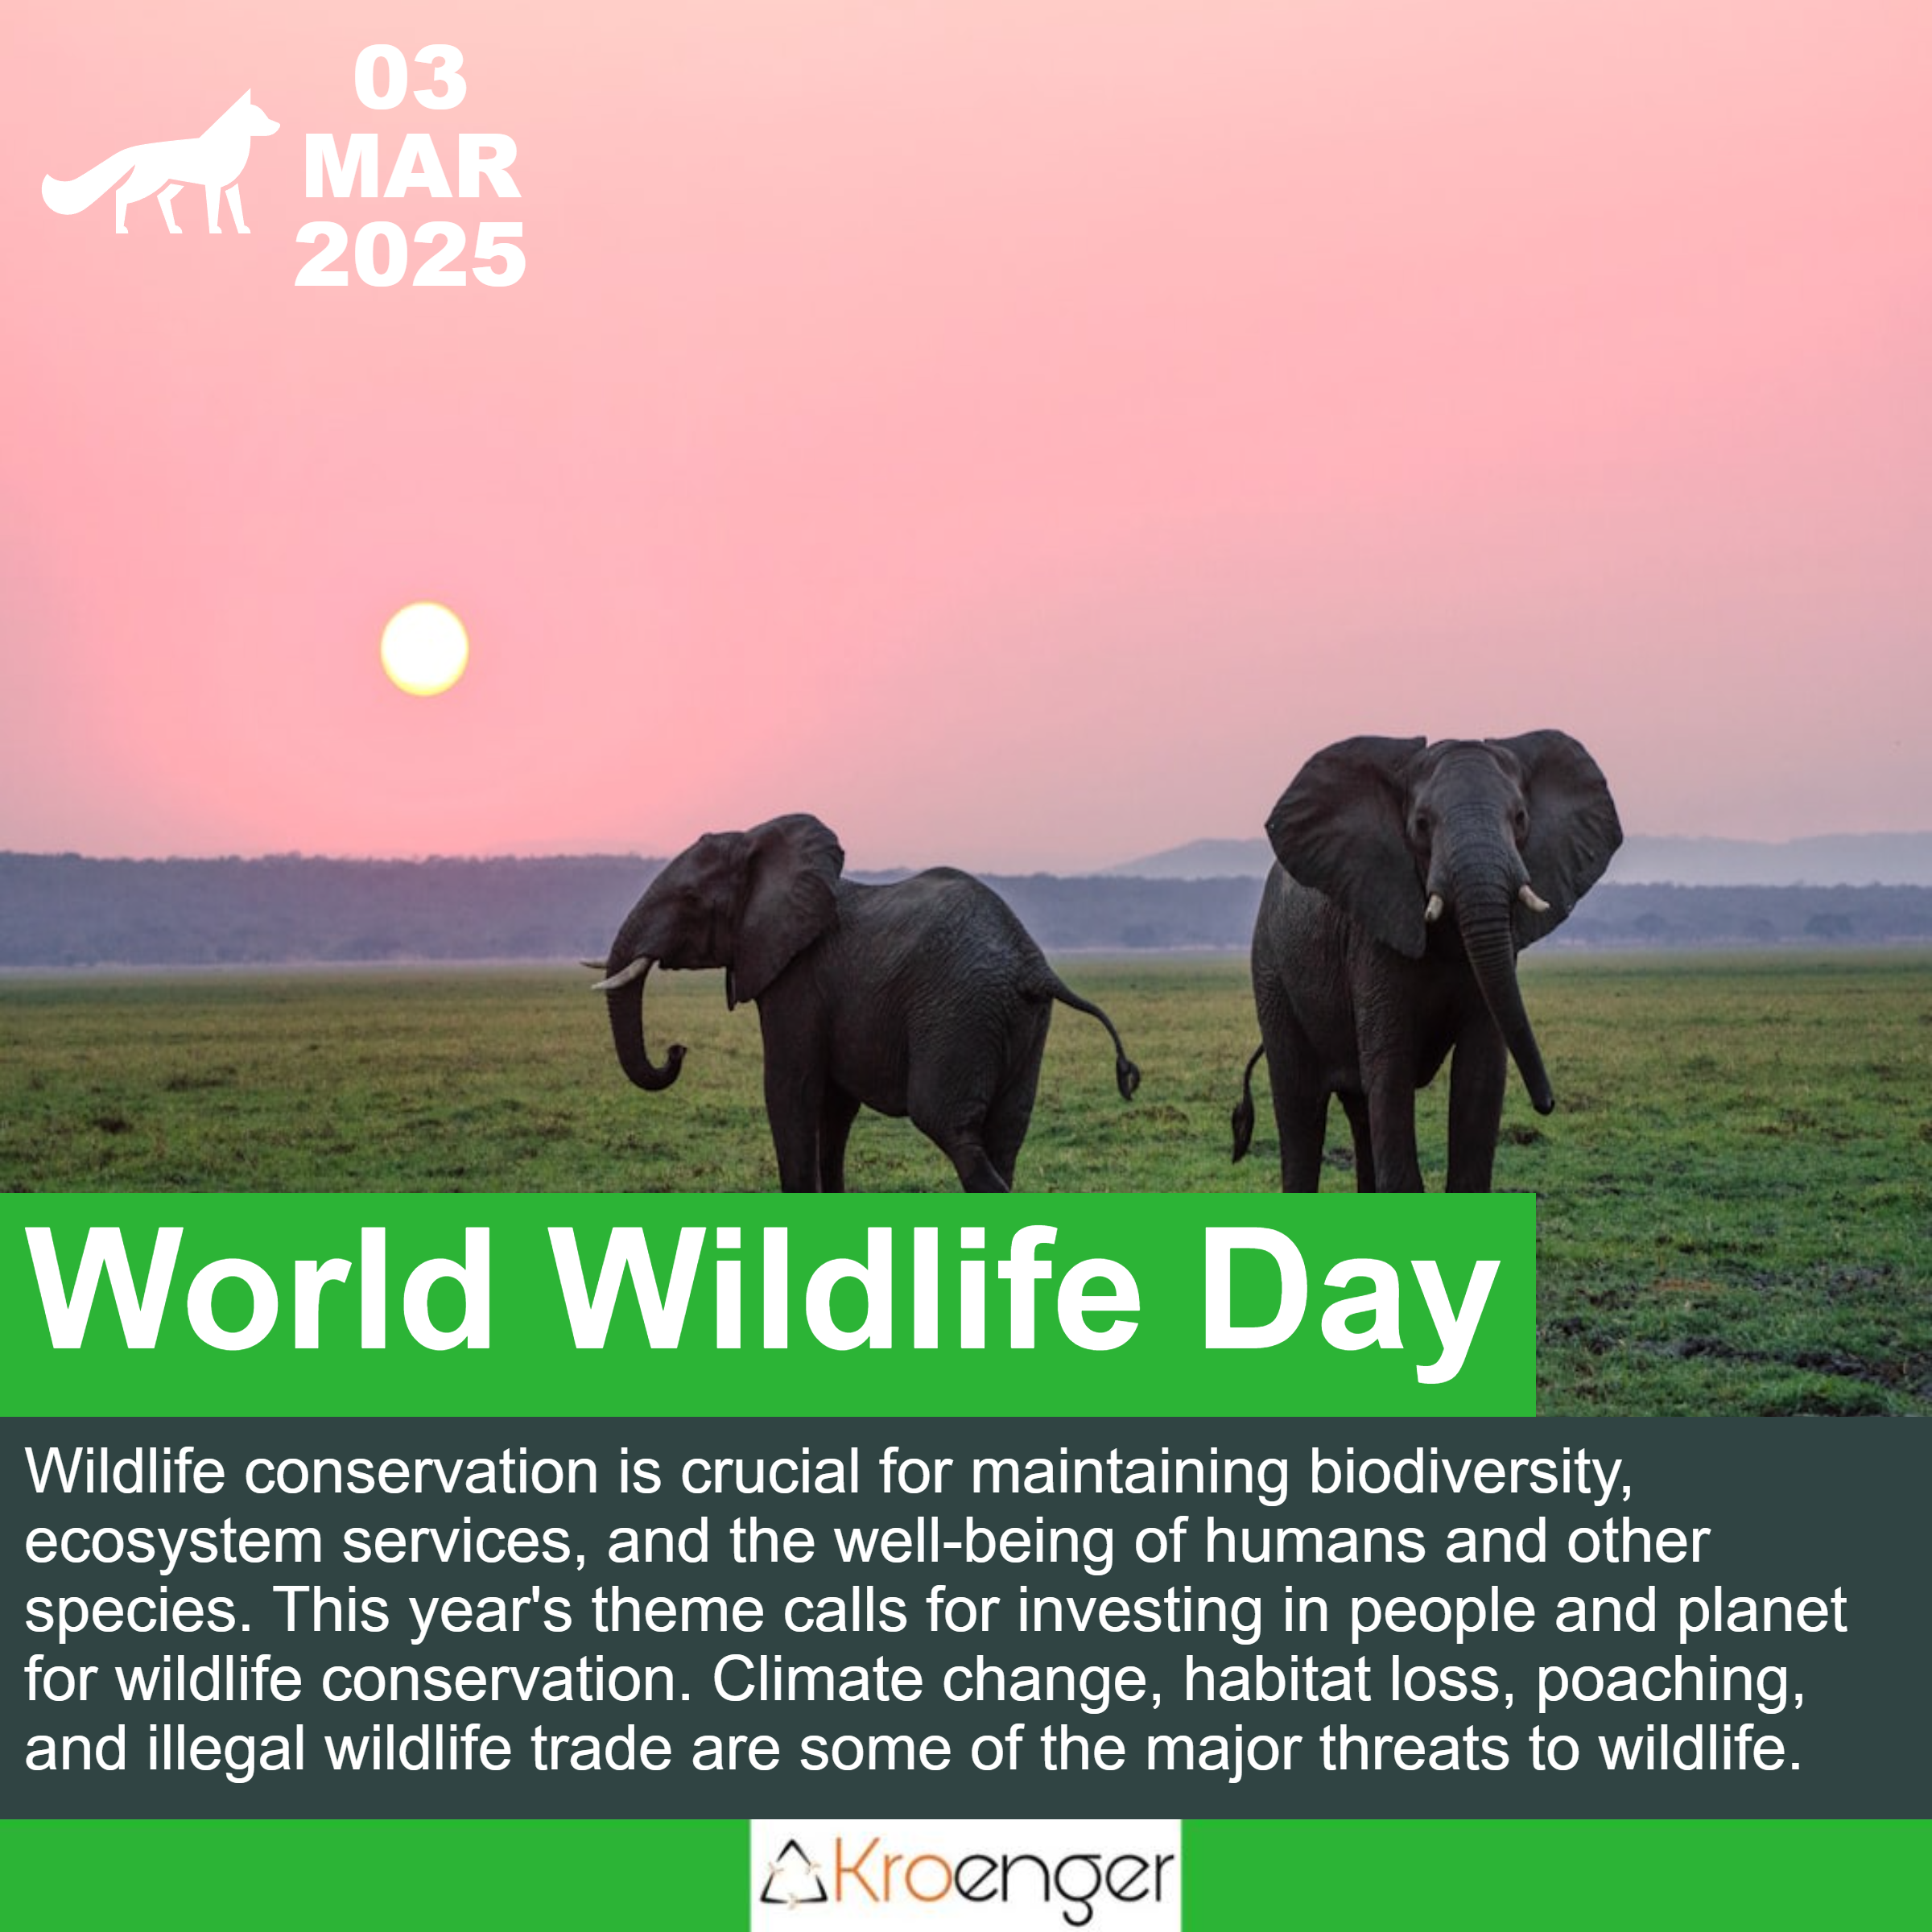 03
MAR
2025
World Wildlife Day
Wildlife conservation is crucial for maintaining biodiversity,
ecosystem services, and the well-being of humans and other
species. This year's theme calls for investing in people and planet
for wildlife conservation. Climate change, habitat loss, poaching,
and illegal wildlife trade are some of the major threats to wildlife.
Kroenger